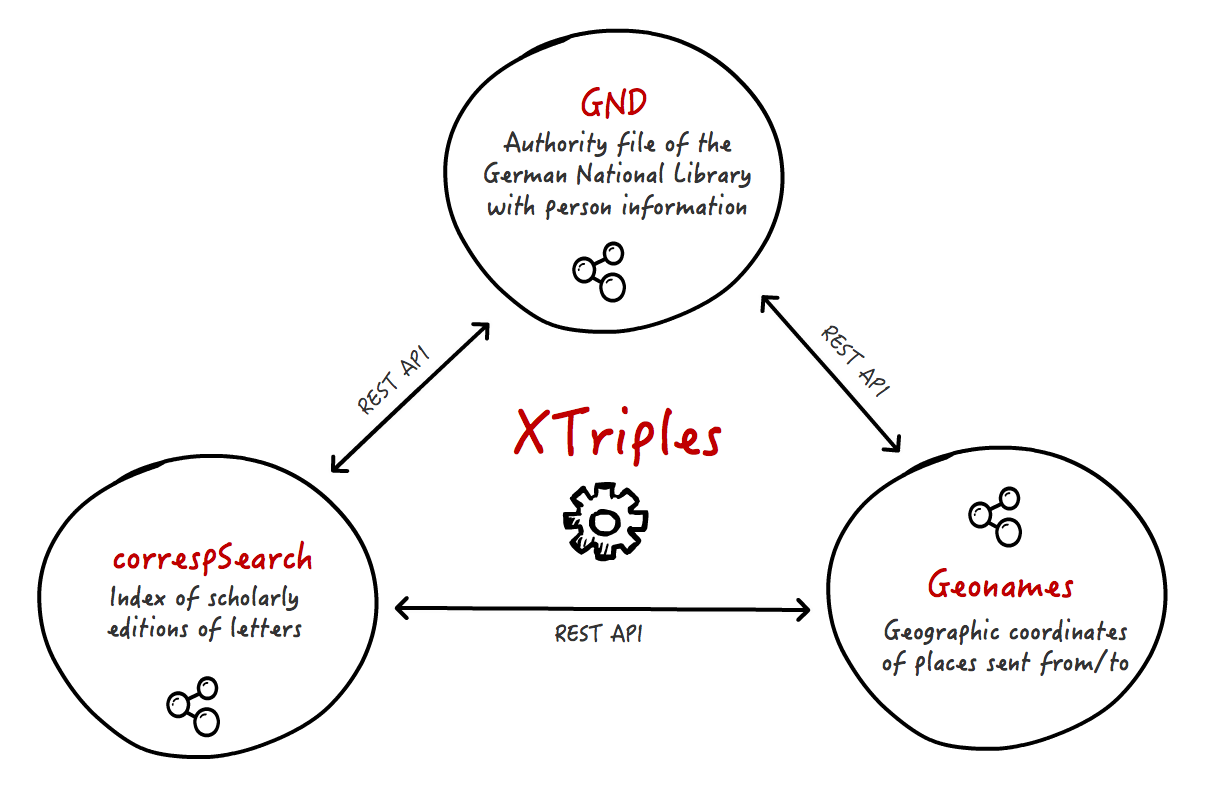 GND
Authority file of the
German National Library
with person information
REST API
REST API
XTriples
correspSearch
Index of scholarly
editions of letters
REST API
Geonames
Geographic coordinates
of places sent from/to